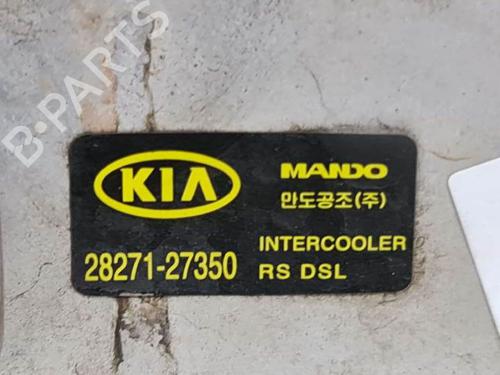 B-PARTS
KIA
28271-27350
MANDO
만도공조(주)
INTERCOOLER
RS DSL